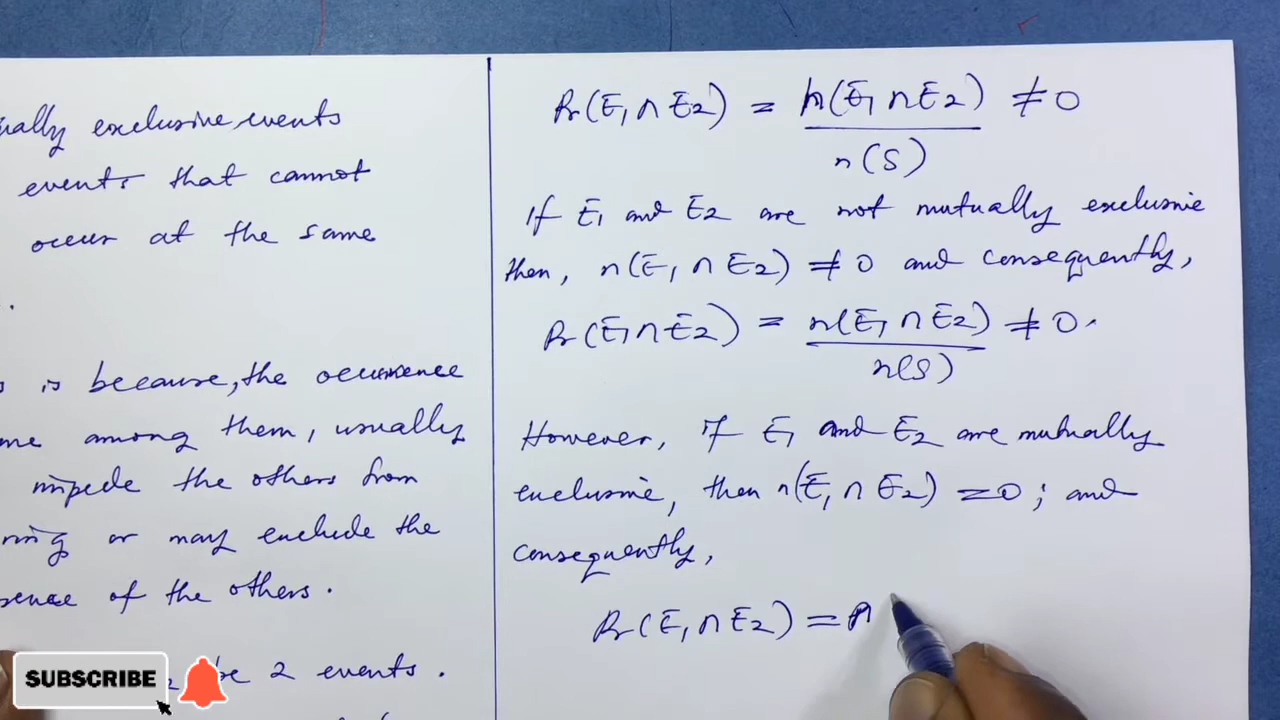 ually exclusive, events
events that cannot
occur at the same
.
is because, the occurrence
me among them, usually
impede the others from
ring or may exclude the
sence of the others.
2 be 2 events.
SUBSCRIBE
Pr(E1 ∩ E2) = n(E1 ∩ E2) / n(S) ≠ 0
If E1 and E2 are not mutually exclusive
then, n(E1 ∩ E2) ≠ 0 and consequently,
Pr(E1 ∩ E2) = n(E1 ∩ E2) / n(S) ≠ 0.
However, if E1 and E2 are mutually
exclusive, then n(E1 ∩ E2) = 0; and
consequently,
Pr(E1 ∩ E2) = n